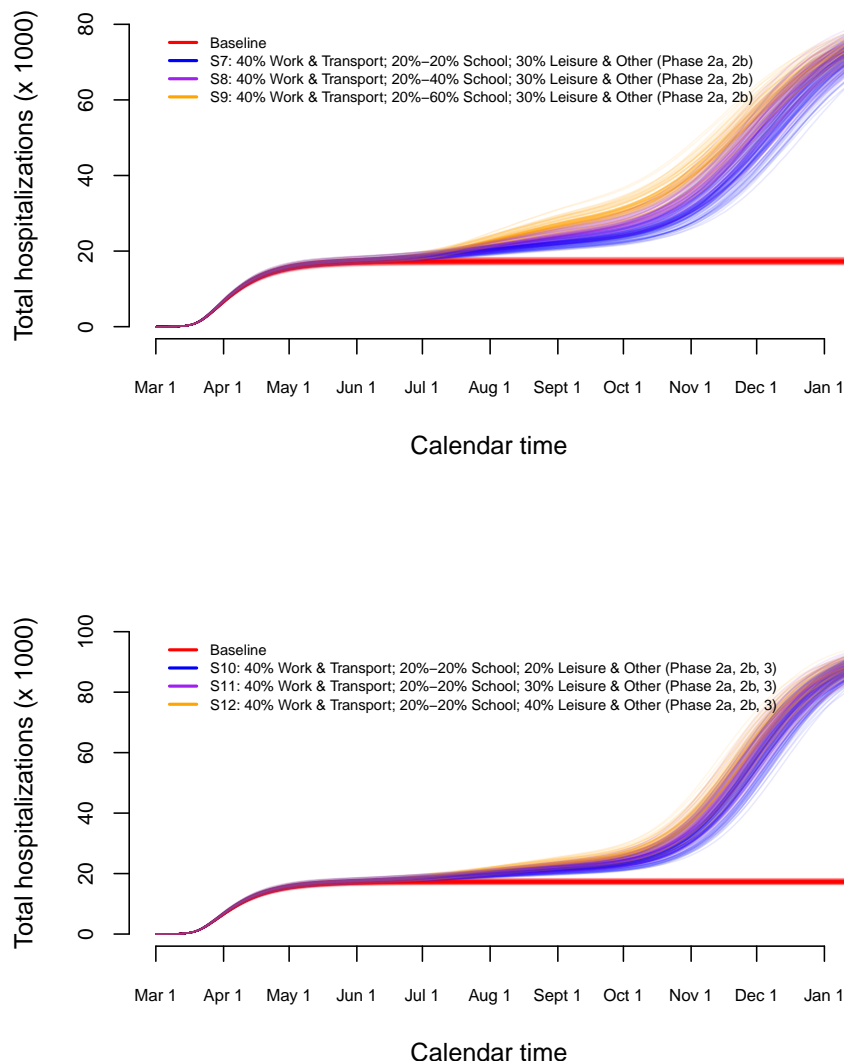 Total hospitalizations (x 1000)
80
60
40
20
0
Baseline
S7: 40% Work & Transport; 20%−20% School; 30% Leisure & Other (Phase 2a, 2b)
S8: 40% Work & Transport; 20%−40% School; 30% Leisure & Other (Phase 2a, 2b)
S9: 40% Work & Transport; 20%−60% School; 30% Leisure & Other (Phase 2a, 2b)
Mar 1 Apr 1 May 1 Jun 1 Jul 1 Aug 1 Sept 1 Oct 1 Nov 1 Dec 1 Jan 1
Calendar time
Total hospitalizations (x 1000)
100
80
60
40
20
0
Baseline
S10: 40% Work & Transport; 20%−20% School; 20% Leisure & Other (Phase 2a, 2b, 3)
S11: 40% Work & Transport; 20%−20% School; 30% Leisure & Other (Phase 2a, 2b, 3)
S12: 40% Work & Transport; 20%−20% School; 40% Leisure & Other (Phase 2a, 2b, 3)
Mar 1 Apr 1 May 1 Jun 1 Jul 1 Aug 1 Sept 1 Oct 1 Nov 1 Dec 1 Jan 1
Calendar time